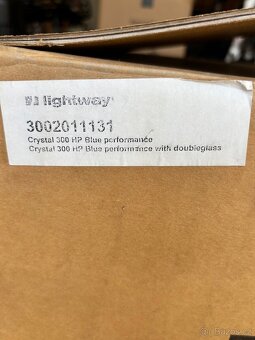 lightway
3002011131
Crystal 300 HP Blue performance
Crystal 300 HP Blue performance with doubleglass